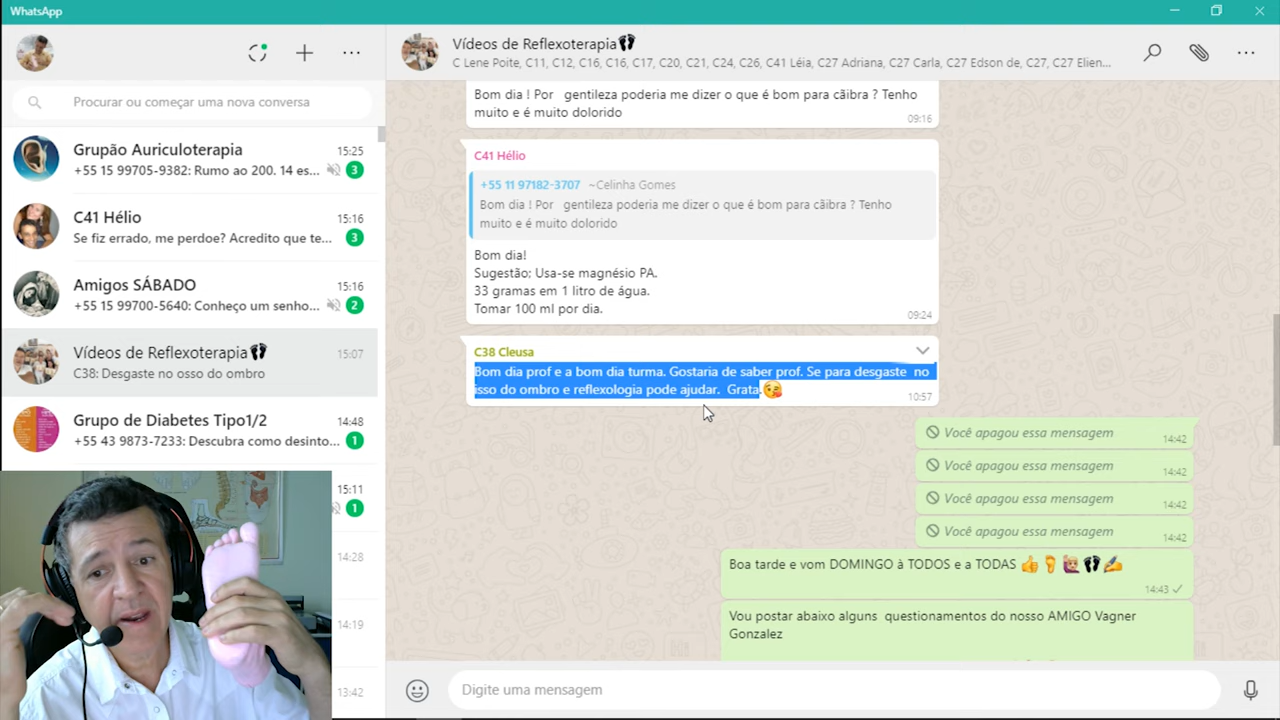 WhatsApp
Procurar ou começar uma nova conversa
Grupão Auriculoterapia
15:25
+55 15 99705-9382: Rumo ao 200. 14 es...
3
C41 Hélio
15:16
Se fiz errado, me perdoe? Acredito que te...
3
Amigos SÁBADO
15:16
+55 15 99700-5640: Conheço um senho...
2
Vídeos de Reflexoterapia
15:07
C38: Desgaste no osso do ombro
Grupo de Diabetes Tipo1/2
14:48
+55 43 9873-7233: Descubra como desinto...
1
15:11
1
14:28
14:19
13:42
Vídeos de Reflexoterapia
C Lene Poite, C11, C12, C16, C16, C17, C20, C21, C24, C26, C41 Léia, C27 Adriana, C27 Carla, C27 Edson de, C27, C27 Elien...
Bom dia ! Por gentileza poderia me dizer o que é bom para cãibra ? Tenho
muito e é muito dolorido
09:16
C41 Hélio
+55 11 97182-3707 ~Celinha Gomes
Bom dia ! Por gentileza poderia me dizer o que é bom para cãibra ? Tenho
muito e é muito dolorido
Bom dia!
Sugestão; Usa-se magnésio PA.
33 gramas em 1 litro de água.
Tomar 100 ml por dia.
09:24
C38 Cleusa
Bom dia prof e a bom dia turma. Gostaria de saber prof. Se para desgaste no
isso do ombro e reflexologia pode ajudar. Grata 😘
10:57
Você apagou essa mensagem
14:42
Você apagou essa mensagem
14:42
Você apagou essa mensagem
14:42
Você apagou essa mensagem
14:42
Boa tarde e vom DOMINGO à TODOS e a TODAS
14:43
Vou postar abaixo alguns questionamentos do nosso AMIGO Vagner
Gonzalez
Digite uma mensagem